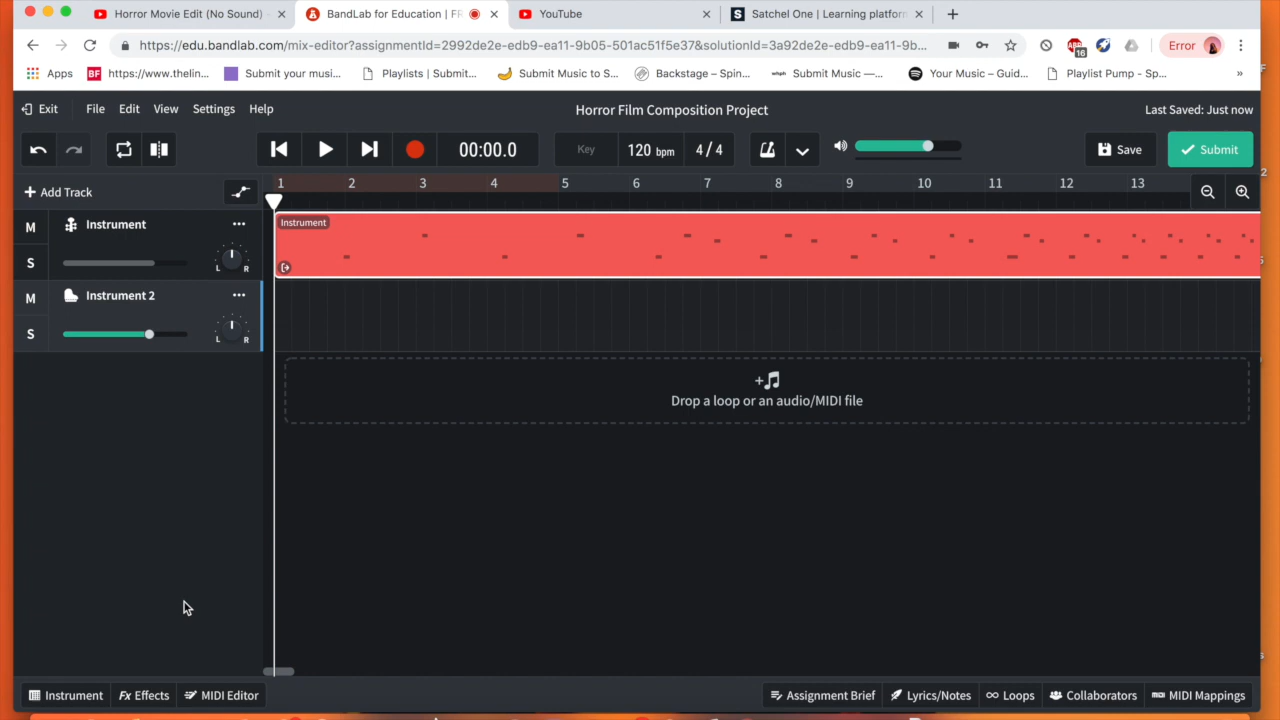 Horror Movie Edit (No Sound)
BandLab for Education | FR
YouTube
Satchel One | Learning platform
https://edu.bandlab.com/mix-editor?assignmentId=2992de2e-edb9-ea11-9b05-501ac51f5e37&solutionId=3a92de2e-edb9-ea11-9b...
ABP
16
Error
Apps
BF https://www.thelin...
Submit your musi...
Playlists | Submit...
Submit Music to S...
Backstage – Spin...
whph Submit Music —...
Your Music – Guid...
Playlist Pump - Sp...
»
Exit
File
Edit
View
Settings
Help
Horror Film Composition Project
Last Saved: Just now
00:00.0
Key
120 bpm
4 / 4
Save
Submit
+ Add Track
1 2 3 4 5 6 7 8 9 10 11 12 13
M
Instrument
Instrument
S
L R
M
Instrument 2
S
L R
Drop a loop or an audio/MIDI file
Instrument
Fx Effects
MIDI Editor
Assignment Brief
Lyrics/Notes
Loops
Collaborators
MIDI Mappings